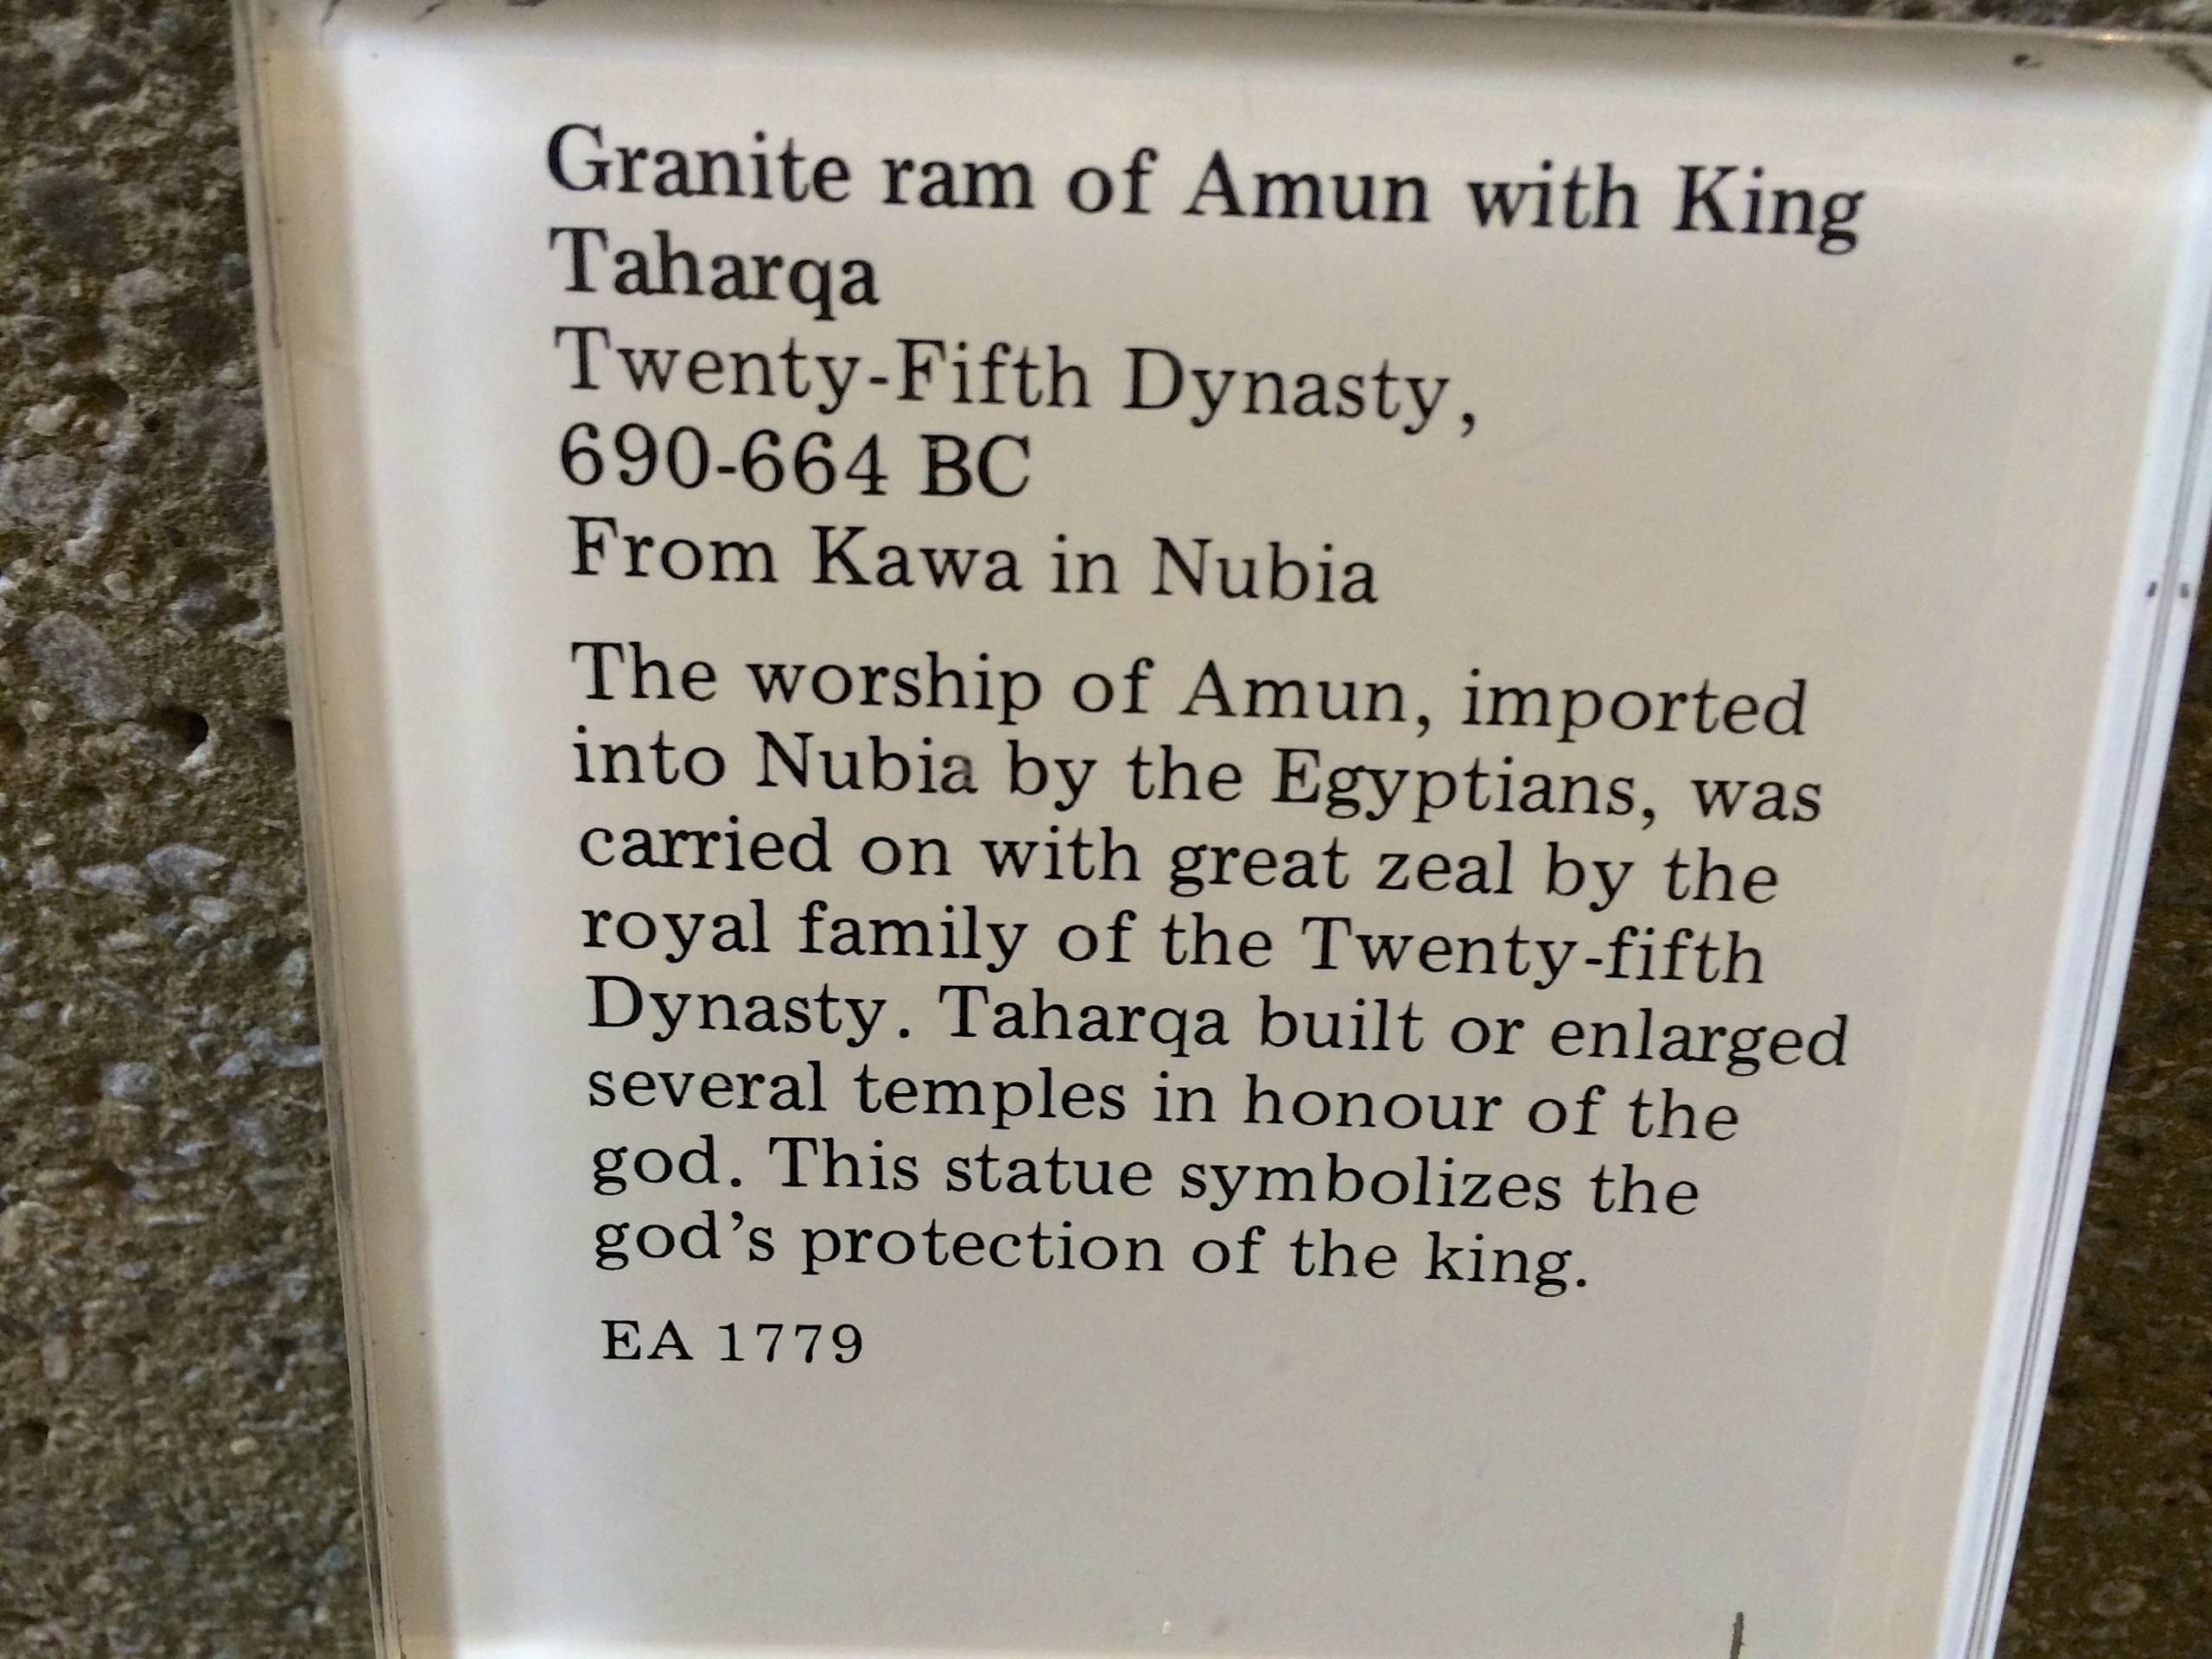 Granite ram of Amun with King
Taharqa
Twenty-Fifth Dynasty,
690-664 BC
From Kawa in Nubia
The worship of Amun, imported
into Nubia by the Egyptians, was
carried on with great zeal by the
royal family of the Twenty-fifth
Dynasty. Taharqa built or enlarged
several temples in honour of the
god. This statue symbolizes the
god's protection of the king.
EA 1779